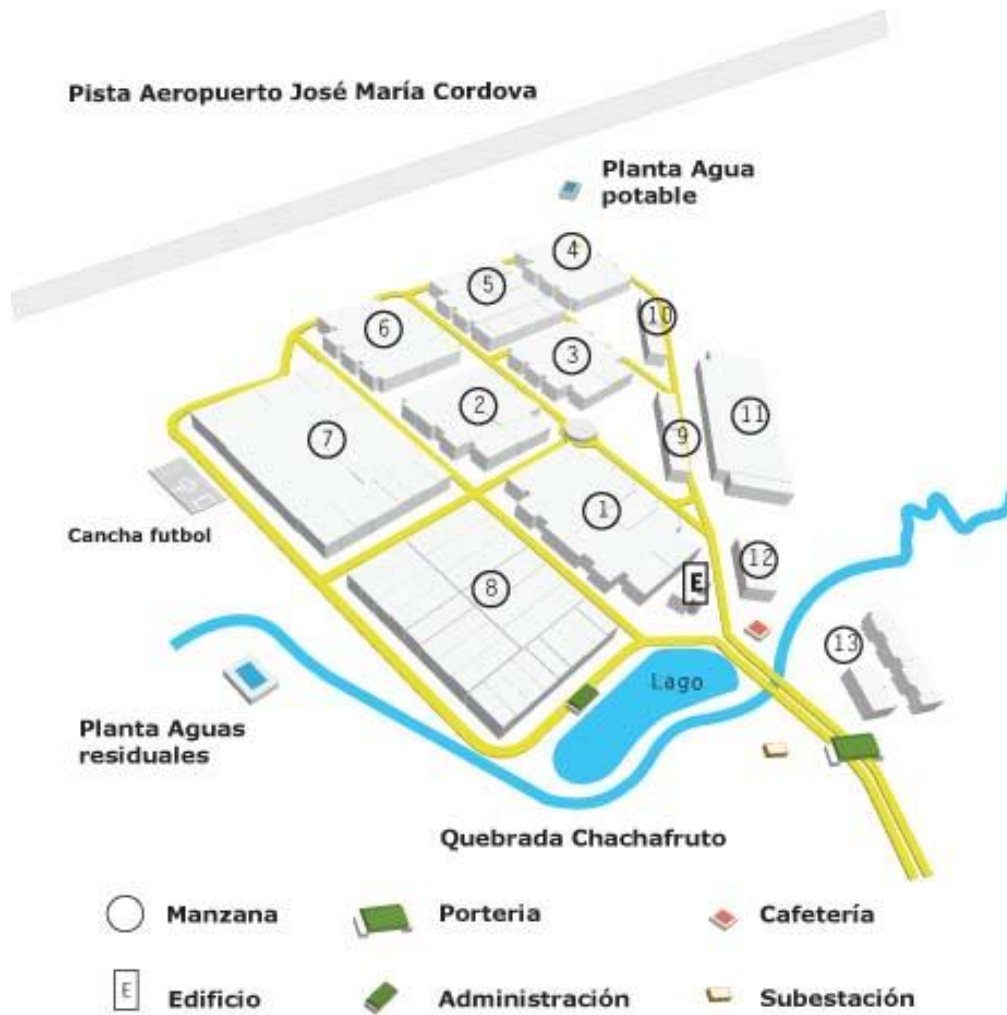 Pista Aeropuerto José María Cordova
Planta Agua
potable
4
5
10
6
3
2
11
7
9
1
Cancha futbol
12
E
8
13
Lago
Planta Aguas
residuales
Quebrada Chachafruto
Manzana
Porteria
Cafetería
E
Edificio
Administración
Subestación